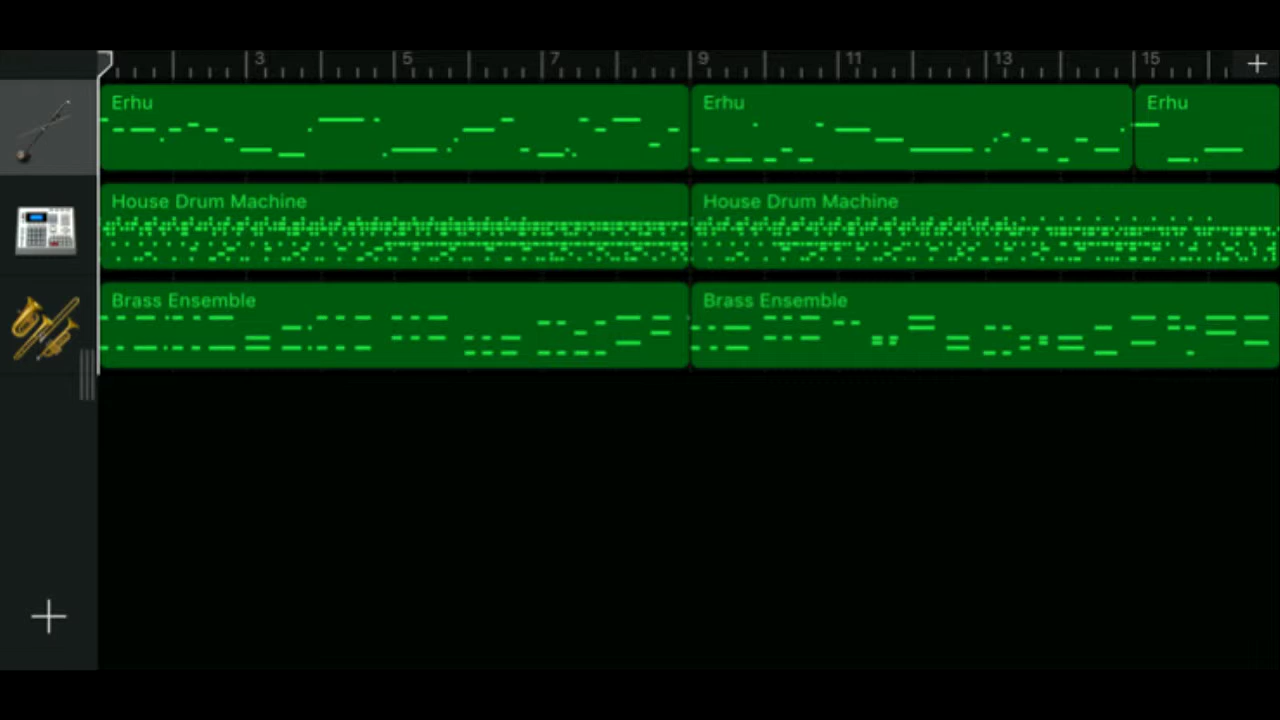 3 5 7 9 11 13 15
Erhu Erhu Erhu
House Drum Machine House Drum Machine
Brass Ensemble Brass Ensemble